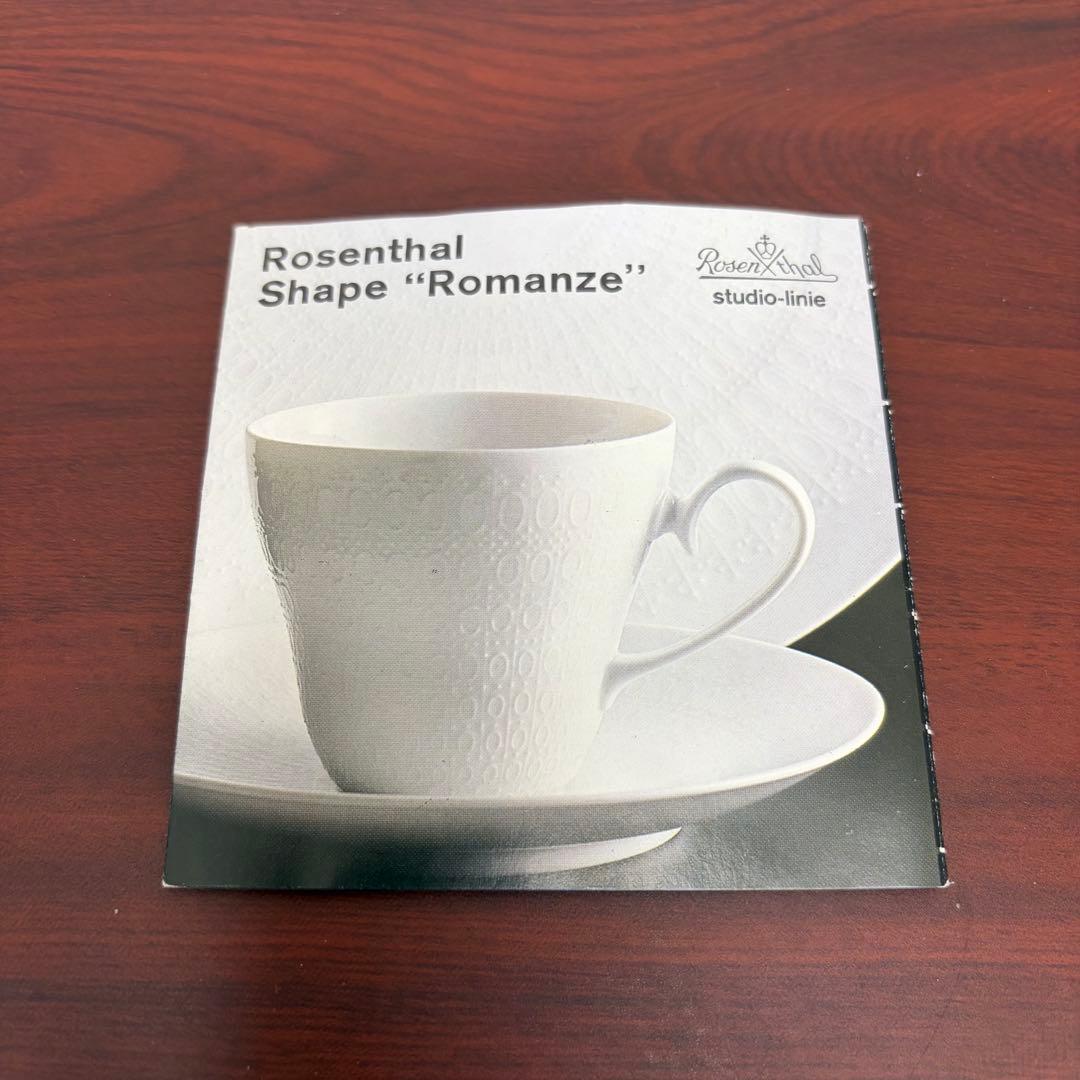 Rosenthal
Shape “Romanze”
Rosenthal
studio-linie